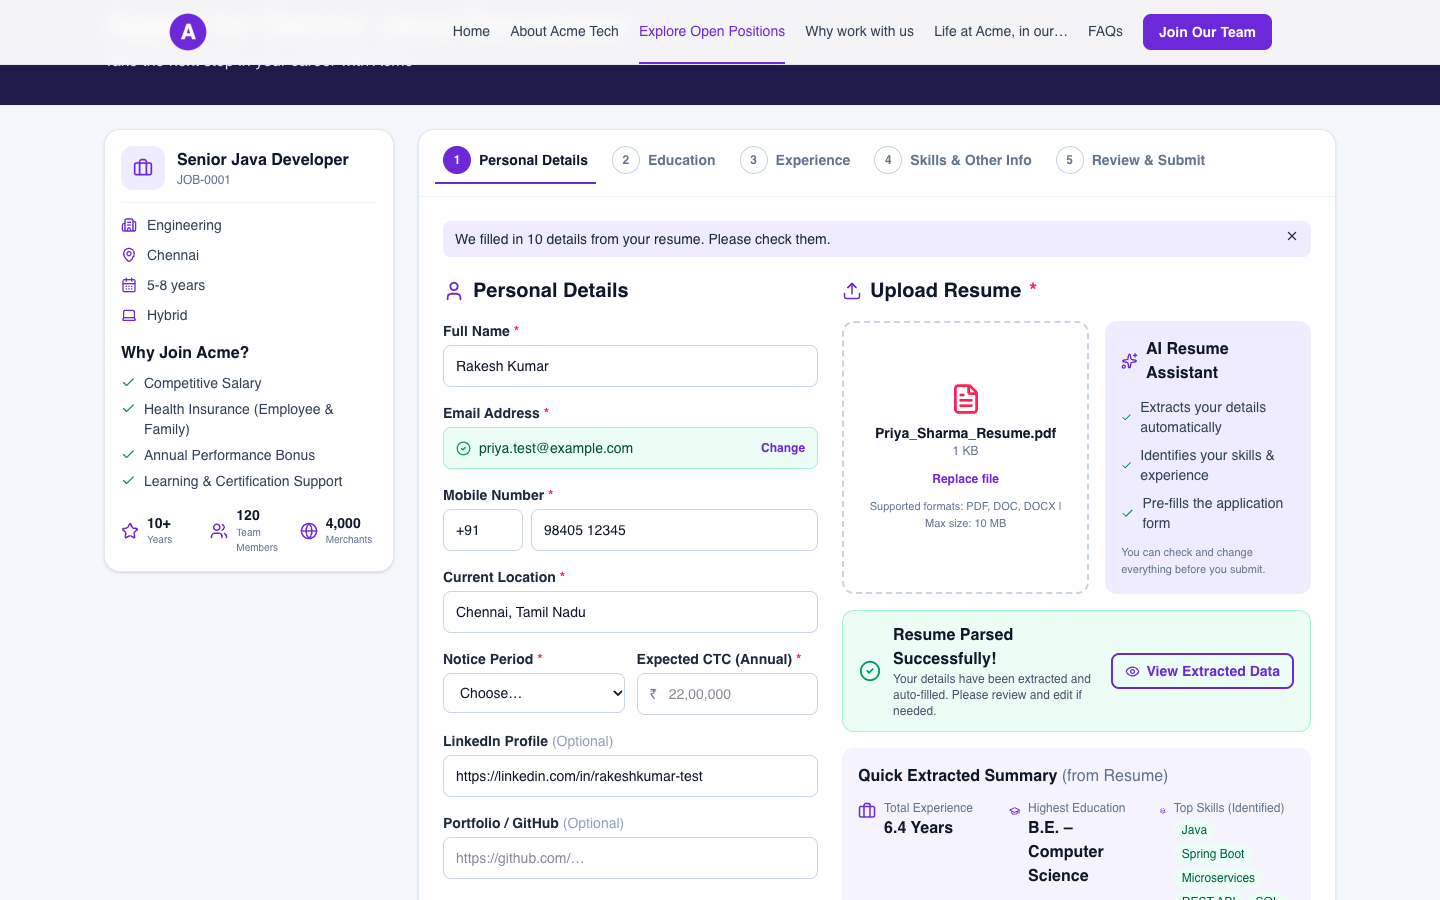 A
Home
About Acme Tech
Explore Open Positions
Why work with us
Life at Acme, in our…
FAQs
Join Our Team
Senior Java Developer
JOB-0001
Engineering
Chennai
5-8 years
Hybrid
Why Join Acme?
Competitive Salary
Health Insurance (Employee &
Family)
Annual Performance Bonus
Learning & Certification Support
10+
Years
120
Team
Members
4,000
Merchants
1 Personal Details
2 Education
3 Experience
4 Skills & Other Info
5 Review & Submit
We filled in 10 details from your resume. Please check them.
Personal Details
Full Name *
Rakesh Kumar
Email Address *
priya.test@example.com
Change
Mobile Number *
+91
98405 12345
Current Location *
Chennai, Tamil Nadu
Notice Period *
Choose…
Expected CTC (Annual) *
₹ 22,00,000
LinkedIn Profile (Optional)
https://linkedin.com/in/rakeshkumar-test
Portfolio / GitHub (Optional)
https://github.com/…
Upload Resume *
Priya_Sharma_Resume.pdf
1 KB
Replace file
Supported formats: PDF, DOC, DOCX |
Max size: 10 MB
AI Resume
Assistant
Extracts your details
automatically
Identifies your skills &
experience
Pre-fills the application
form
You can check and change
everything before you submit.
Resume Parsed
Successfully!
Your details have been extracted and
auto-filled. Please review and edit if
needed.
View Extracted Data
Quick Extracted Summary (from Resume)
Total Experience
6.4 Years
Highest Education
B.E. –
Computer
Science
Top Skills (Identified)
Java
Spring Boot
Microservices